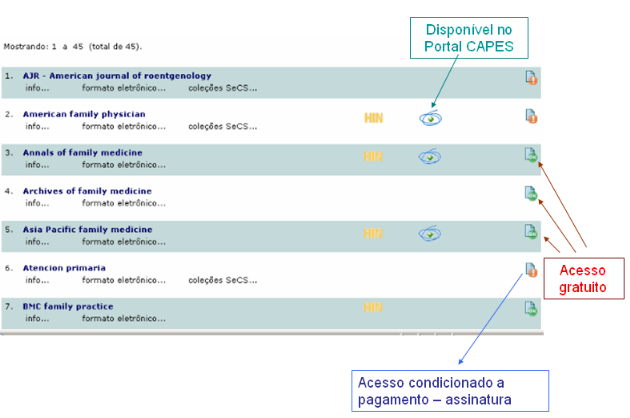 Disponível no
Portal CAPES
Mostrando: 1 a 45 (total de 45).
1. AJR - American journal of roentgenology
info... formato eletrônico... coleções SeCS...
2. American family physician
info... formato eletrônico... coleções SeCS...
HIN
3. Annals of family medicine
info... formato eletrônico...
HIN
4. Archives of family medicine
info... formato eletrônico...
5. Asia Pacific family medicine
info... formato eletrônico... coleções SeCS...
HIN
6. Atencion primaria
info... formato eletrônico... coleções SeCS...
7. BMC family practice
info... formato eletrônico...
HIN
Acesso
gratuito
Acesso condicionado a
pagamento – assinatura